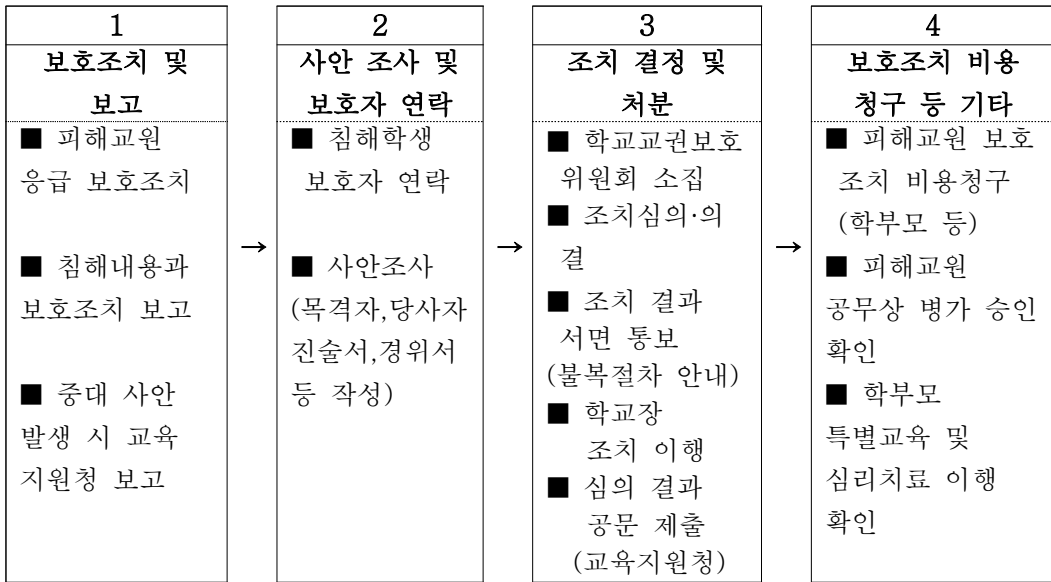 1
보호조치 및
보고
■ 피해교원
응급 보호조치
■ 침해내용과
보호조치 보고
■ 중대 사안
발생 시 교육
지원청 보고
→
2
사안 조사 및
보호자 연락
■ 침해학생
보호자 연락
■ 사안조사
(목격자,당사자
진술서,경위서
등 작성)
→
3
조치 결정 및
처분
■ 학교교권보호
위원회 소집
■ 조치심의·의
결
■ 조치 결과
서면 통보
(불복절차 안내)
■ 학교장
조치 이행
■ 심의 결과
공문 제출
(교육지원청)
→
4
보호조치 비용
청구 등 기타
■ 피해교원 보호
조치 비용청구
(학부모 등)
■ 피해교원
공무상 병가 승인
확인
■ 학부모
특별교육 및
심리치료 이행
확인